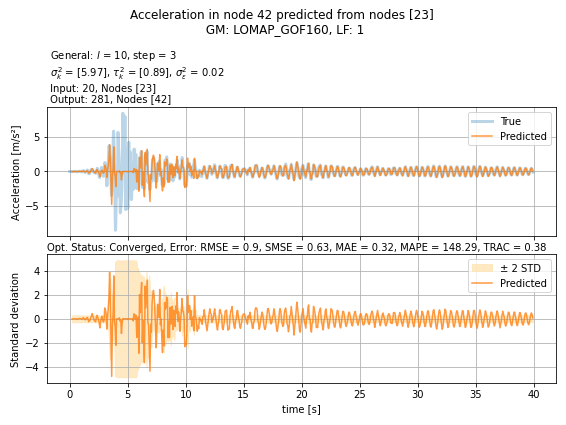 Acceleration in node 42 predicted from nodes [23]
GM: LOMAP_GOF160, LF: 1
General: l = 10, step = 3
σ²ₖ = [5.97], τ²ₖ = [0.89], σ²ε = 0.02
Input: 20, Nodes [23]
Output: 281, Nodes [42]
True
Predicted
Acceleration [m/s²]
5
0
−5
Opt. Status: Converged, Error: RMSE = 0.9, SMSE = 0.63, MAE = 0.32, MAPE = 148.29, TRAC = 0.38
± 2 STD
Predicted
Standard deviation
4
2
0
−2
−4
0 5 10 15 20 25 30 35 40
time [s]